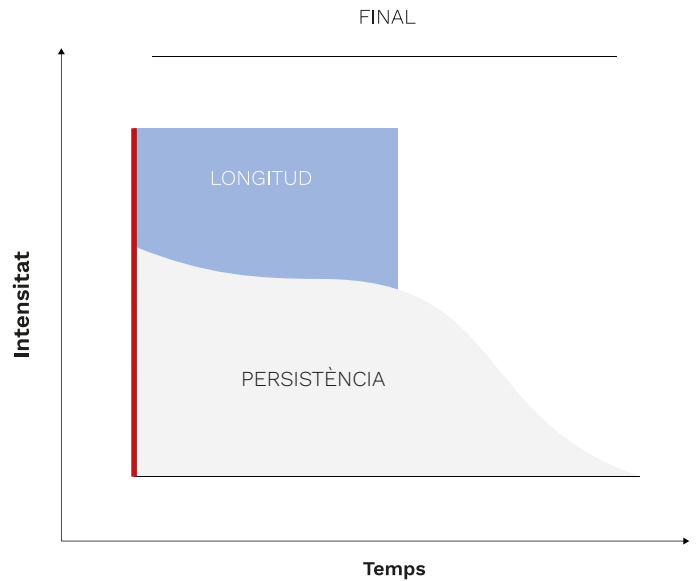 FINAL
LONGITUD
Intensitat
PERSISTÈNCIA
Temps